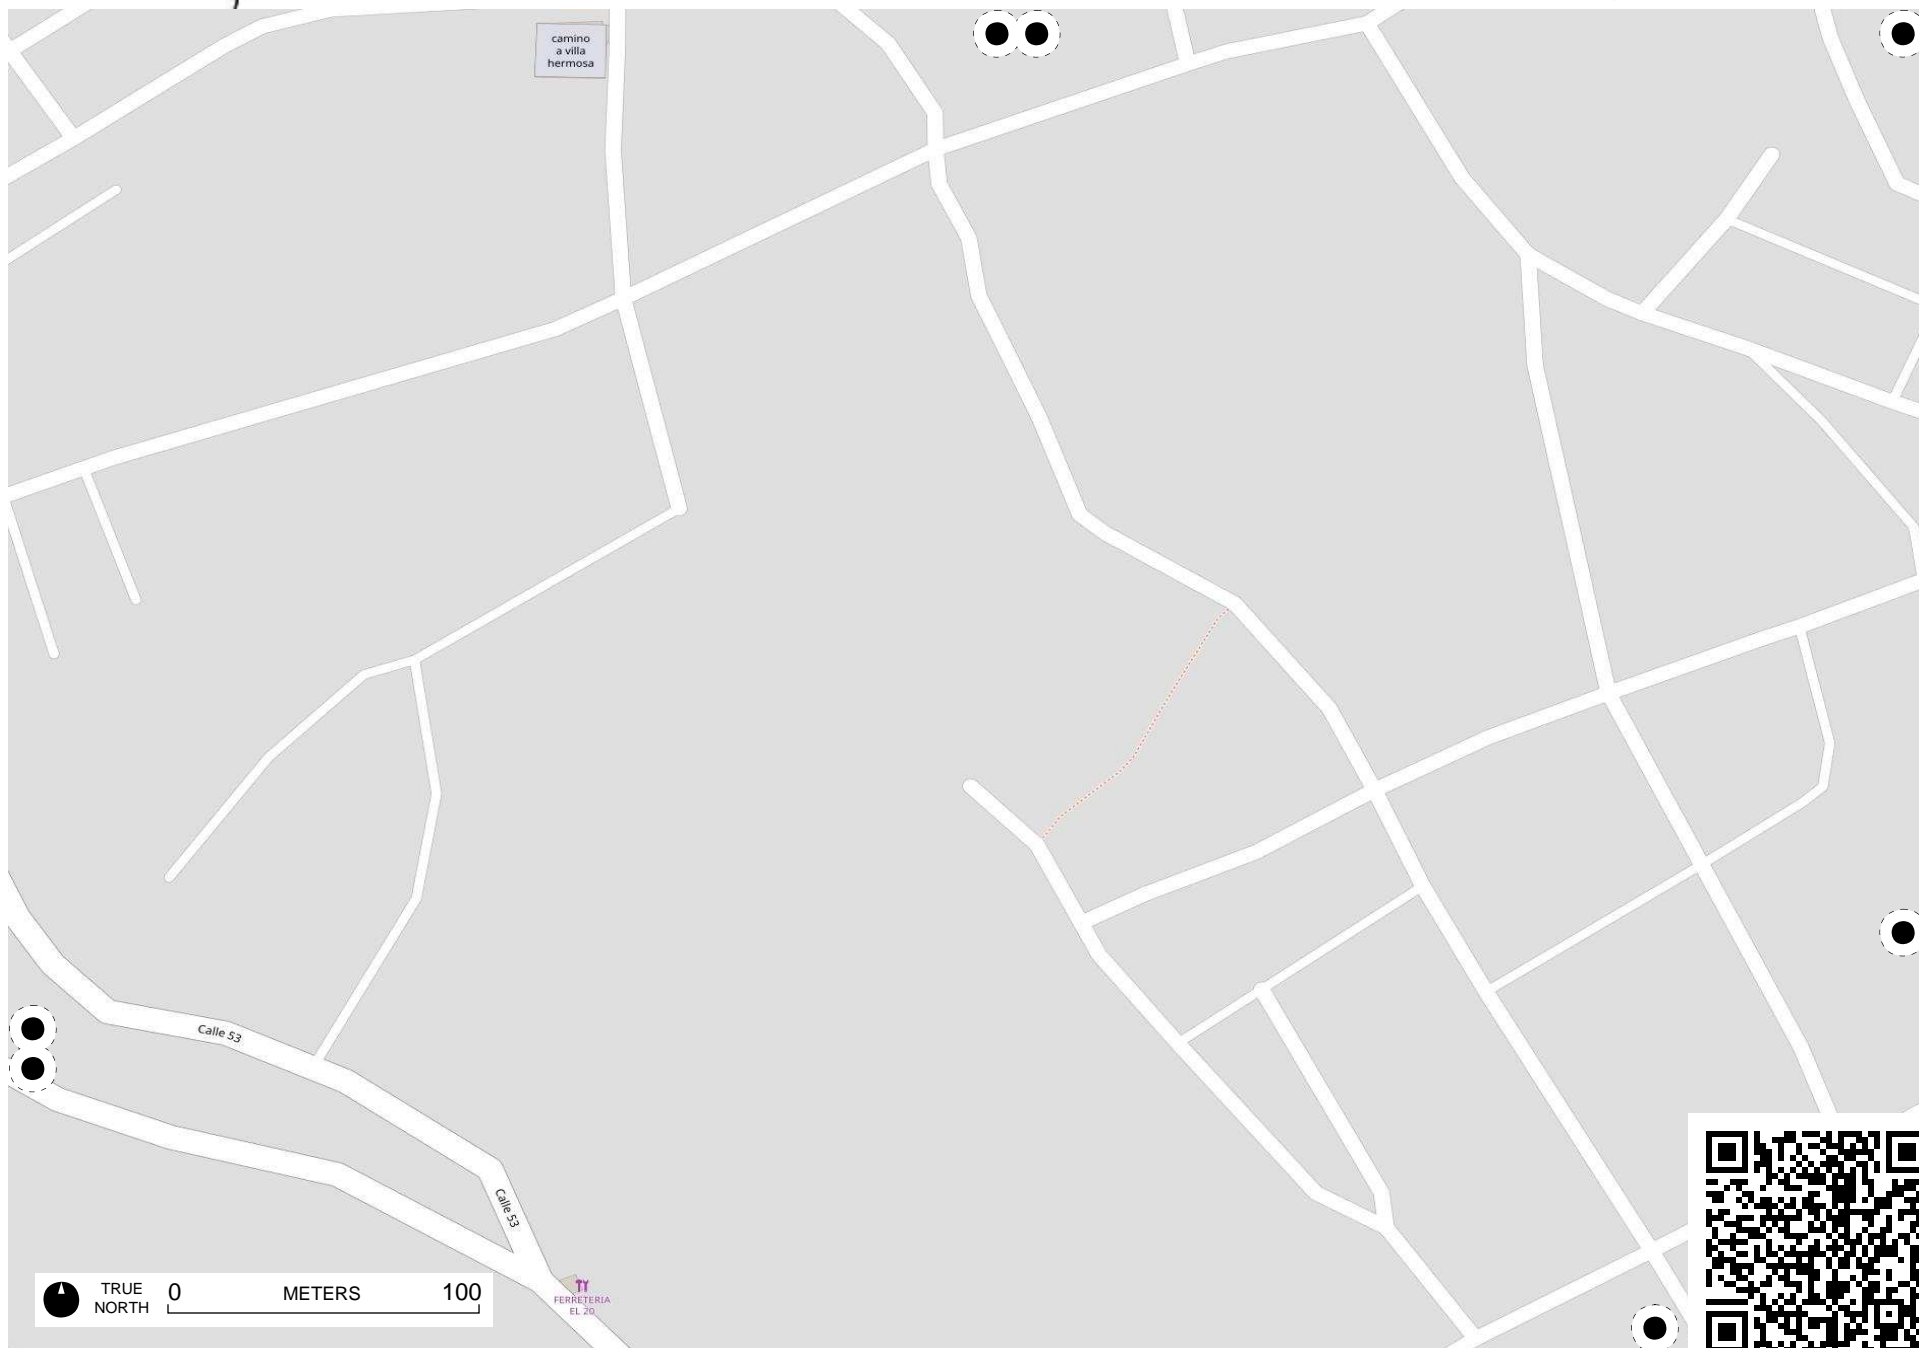 camino
a villa
hermosa
Calle 53
Calle 53
FERRETERIA
EL 20
TRUE
NORTH
0 METERS 100